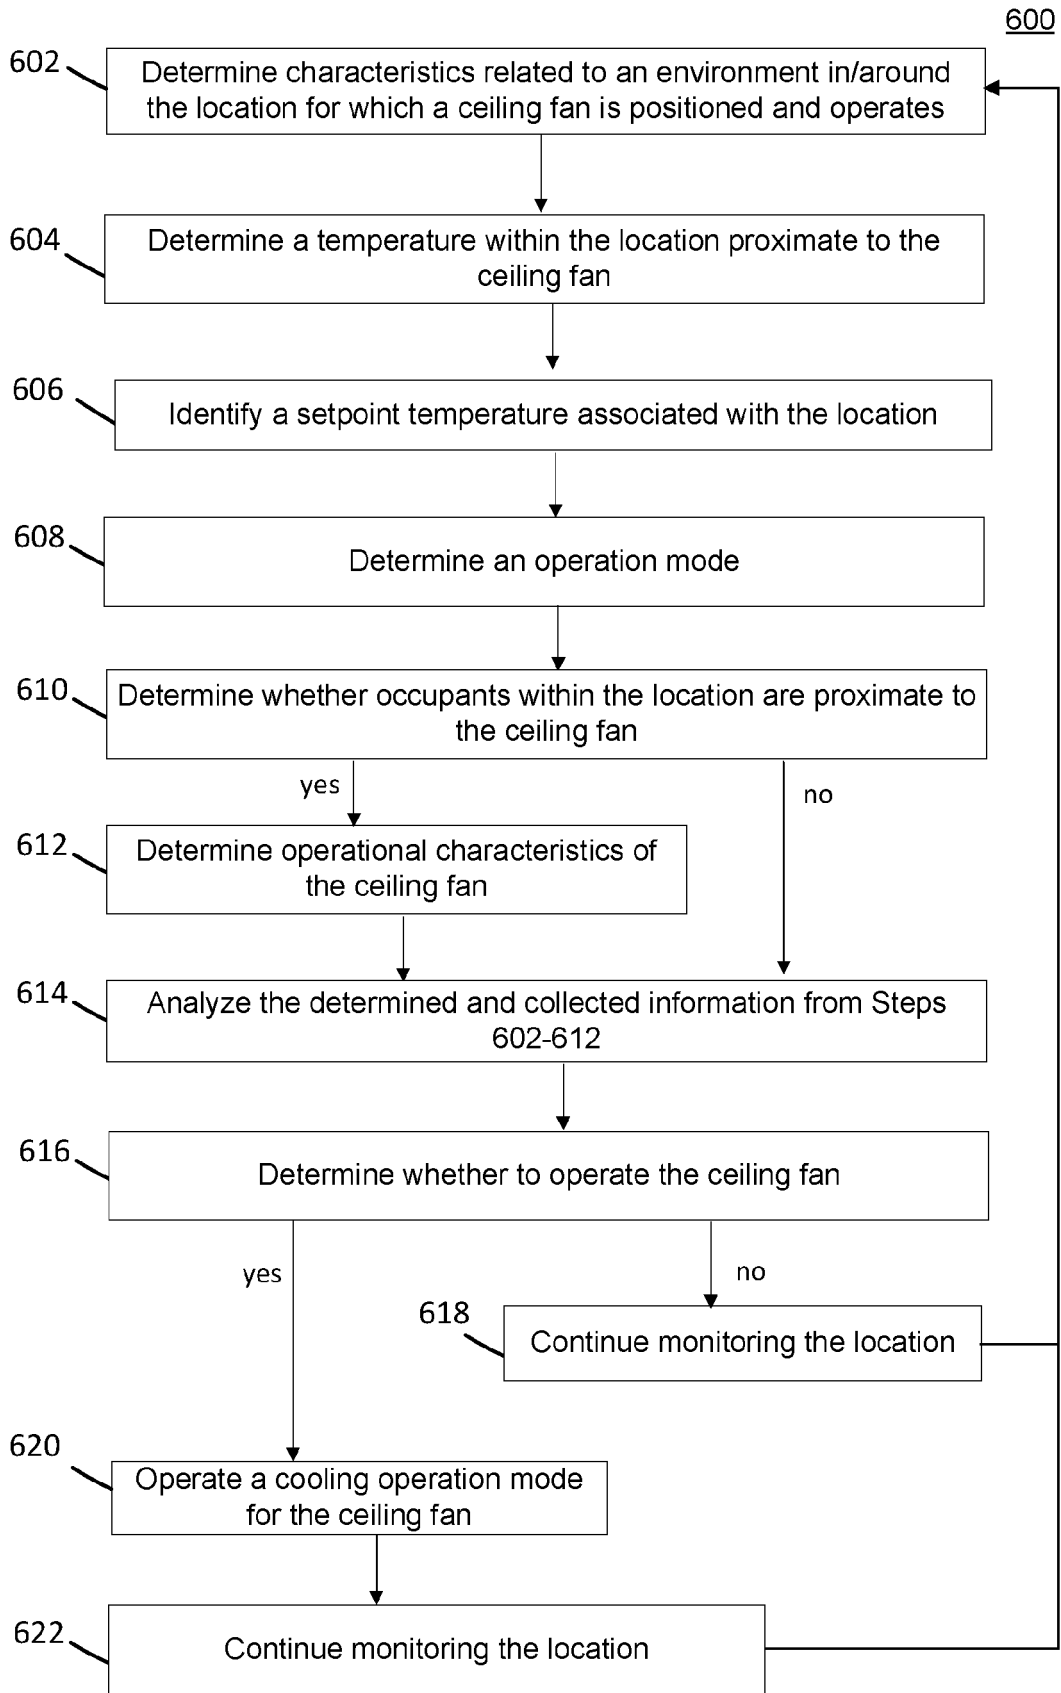 600
602
Determine characteristics related to an environment in/around
the location for which a ceiling fan is positioned and operates
604
Determine a temperature within the location proximate to the
ceiling fan
606
Identify a setpoint temperature associated with the location
608
Determine an operation mode
610
Determine whether occupants within the location are proximate to
the ceiling fan
yes
no
612
Determine operational characteristics of
the ceiling fan
614
Analyze the determined and collected information from Steps
602-612
616
Determine whether to operate the ceiling fan
yes
no
618
Continue monitoring the location
620
Operate a cooling operation mode
for the ceiling fan
622
Continue monitoring the location